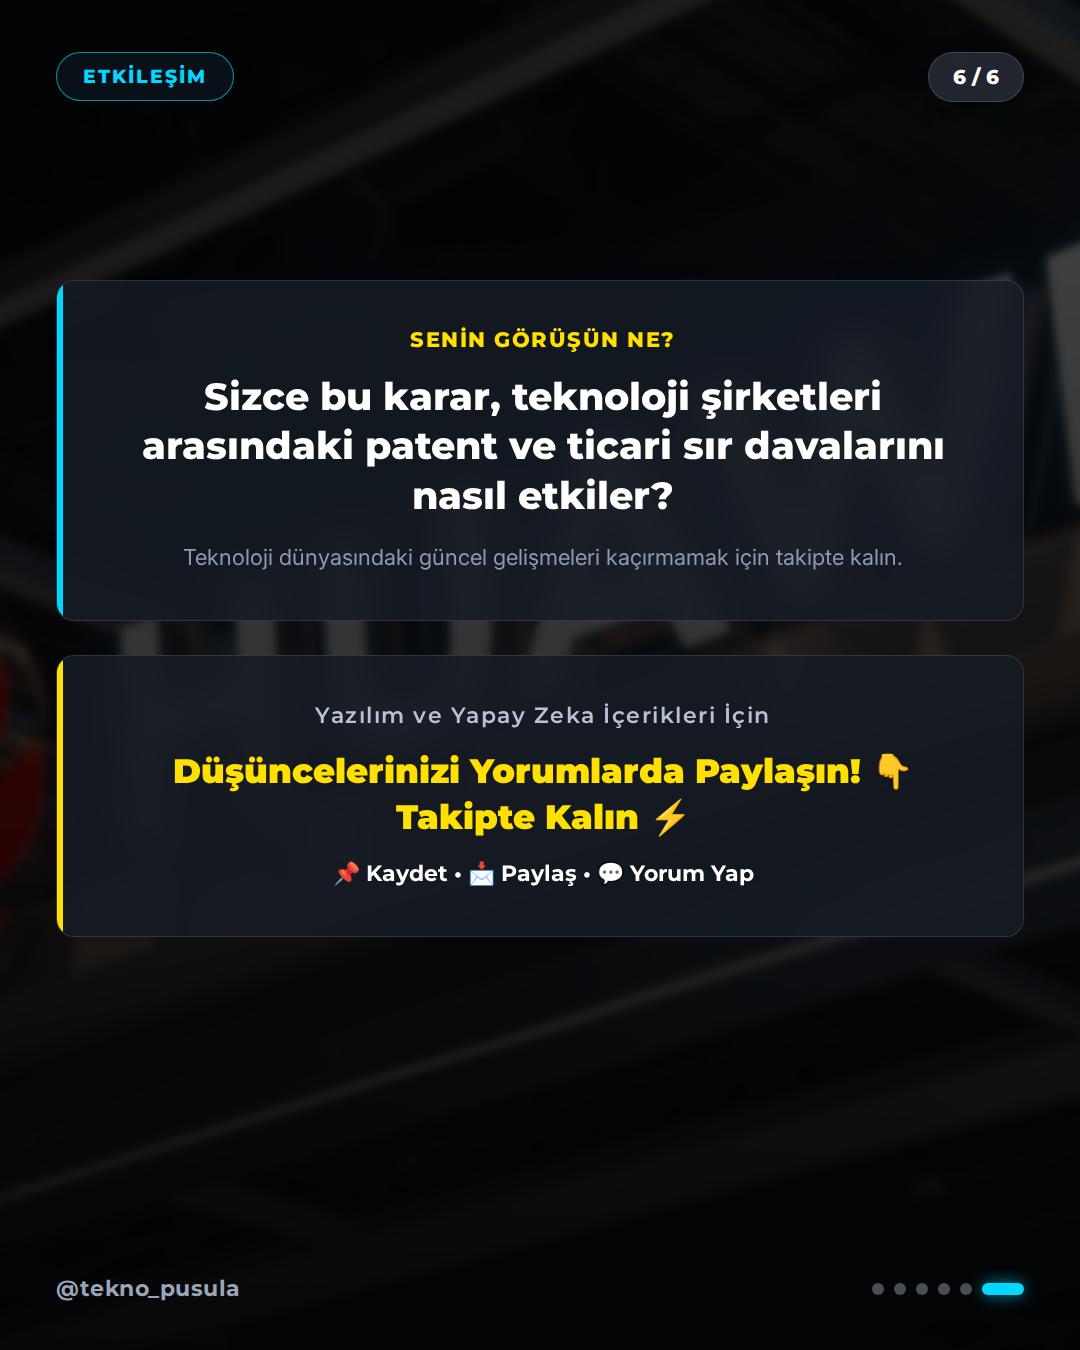 ETKİLEŞİM
6 / 6
SENİN GÖRÜŞÜN NE?
Sizce bu karar, teknoloji şirketleri
arasındaki patent ve ticari sır davalarını
nasıl etkiler?
Teknoloji dünyasındaki güncel gelişmeleri kaçırmamak için takipte kalın.
Yazılım ve Yapay Zeka İçerikleri İçin
Düşüncelerinizi Yorumlarda Paylaşın! 👇
Takipte Kalın ⚡
📌 Kaydet • 📩 Paylaş • 💬 Yorum Yap
@tekno_pusula